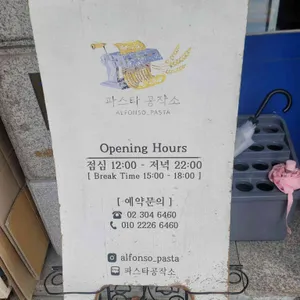 파스타 공작소
ALFONSO_PASTA
Opening Hours
점심 12:00 - 저녁 22:00
[ Break Time 15:00 - 18:00 ]
[ 예약문의 ]
02 304 6460
010 2226 6460
alfonso_pasta
파스타공작소